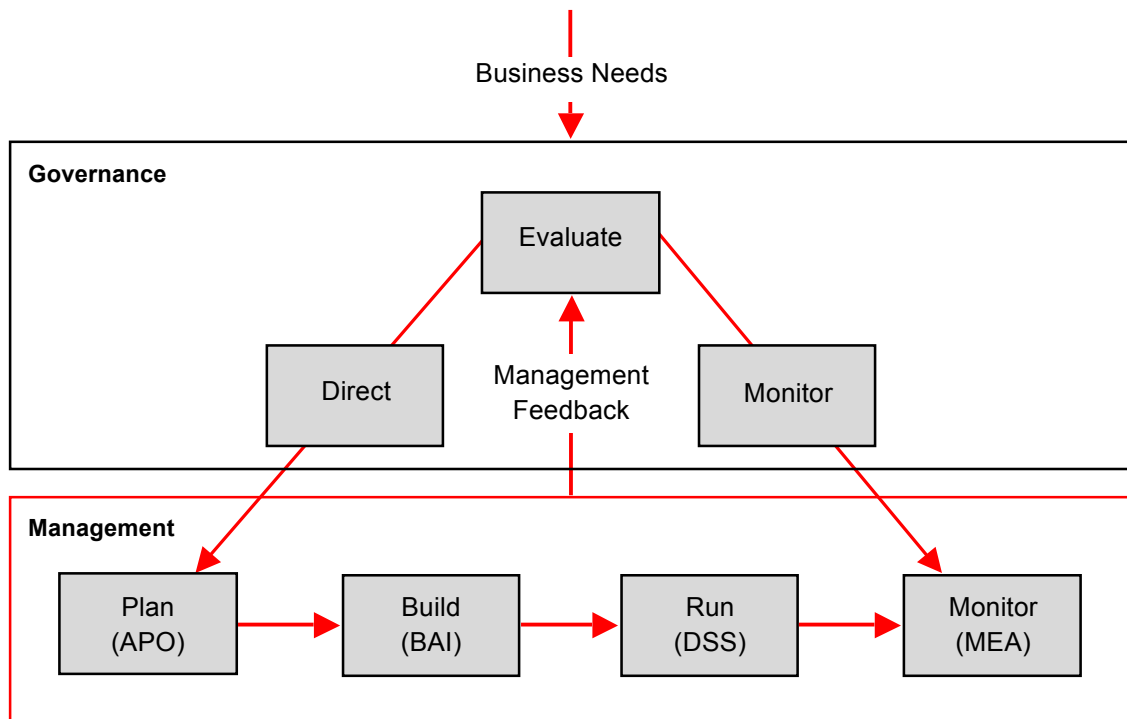 Business Needs
Governance
Evaluate
Direct
Management
Feedback
Monitor
Management
Plan
(APO)
Build
(BAI)
Run
(DSS)
Monitor
(MEA)